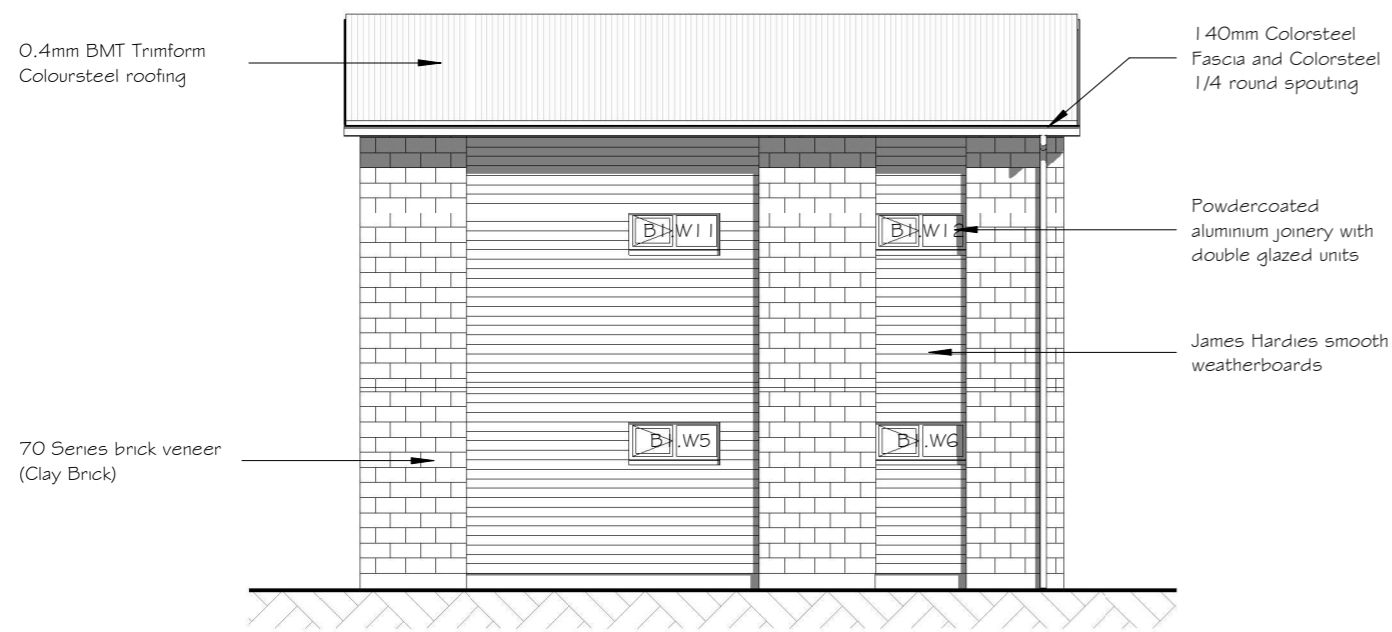 0.4mm BMT Trimform
Coloursteel roofing
140mm Colorsteel
Fascia and Colorsteel
1/4 round spouting
B1.W11
B1.W12
Powdercoated
aluminium joinery with
double glazed units
James Hardies smooth
weatherboards
70 Series brick veneer
(Clay Brick)
B1.W5
B1.W6